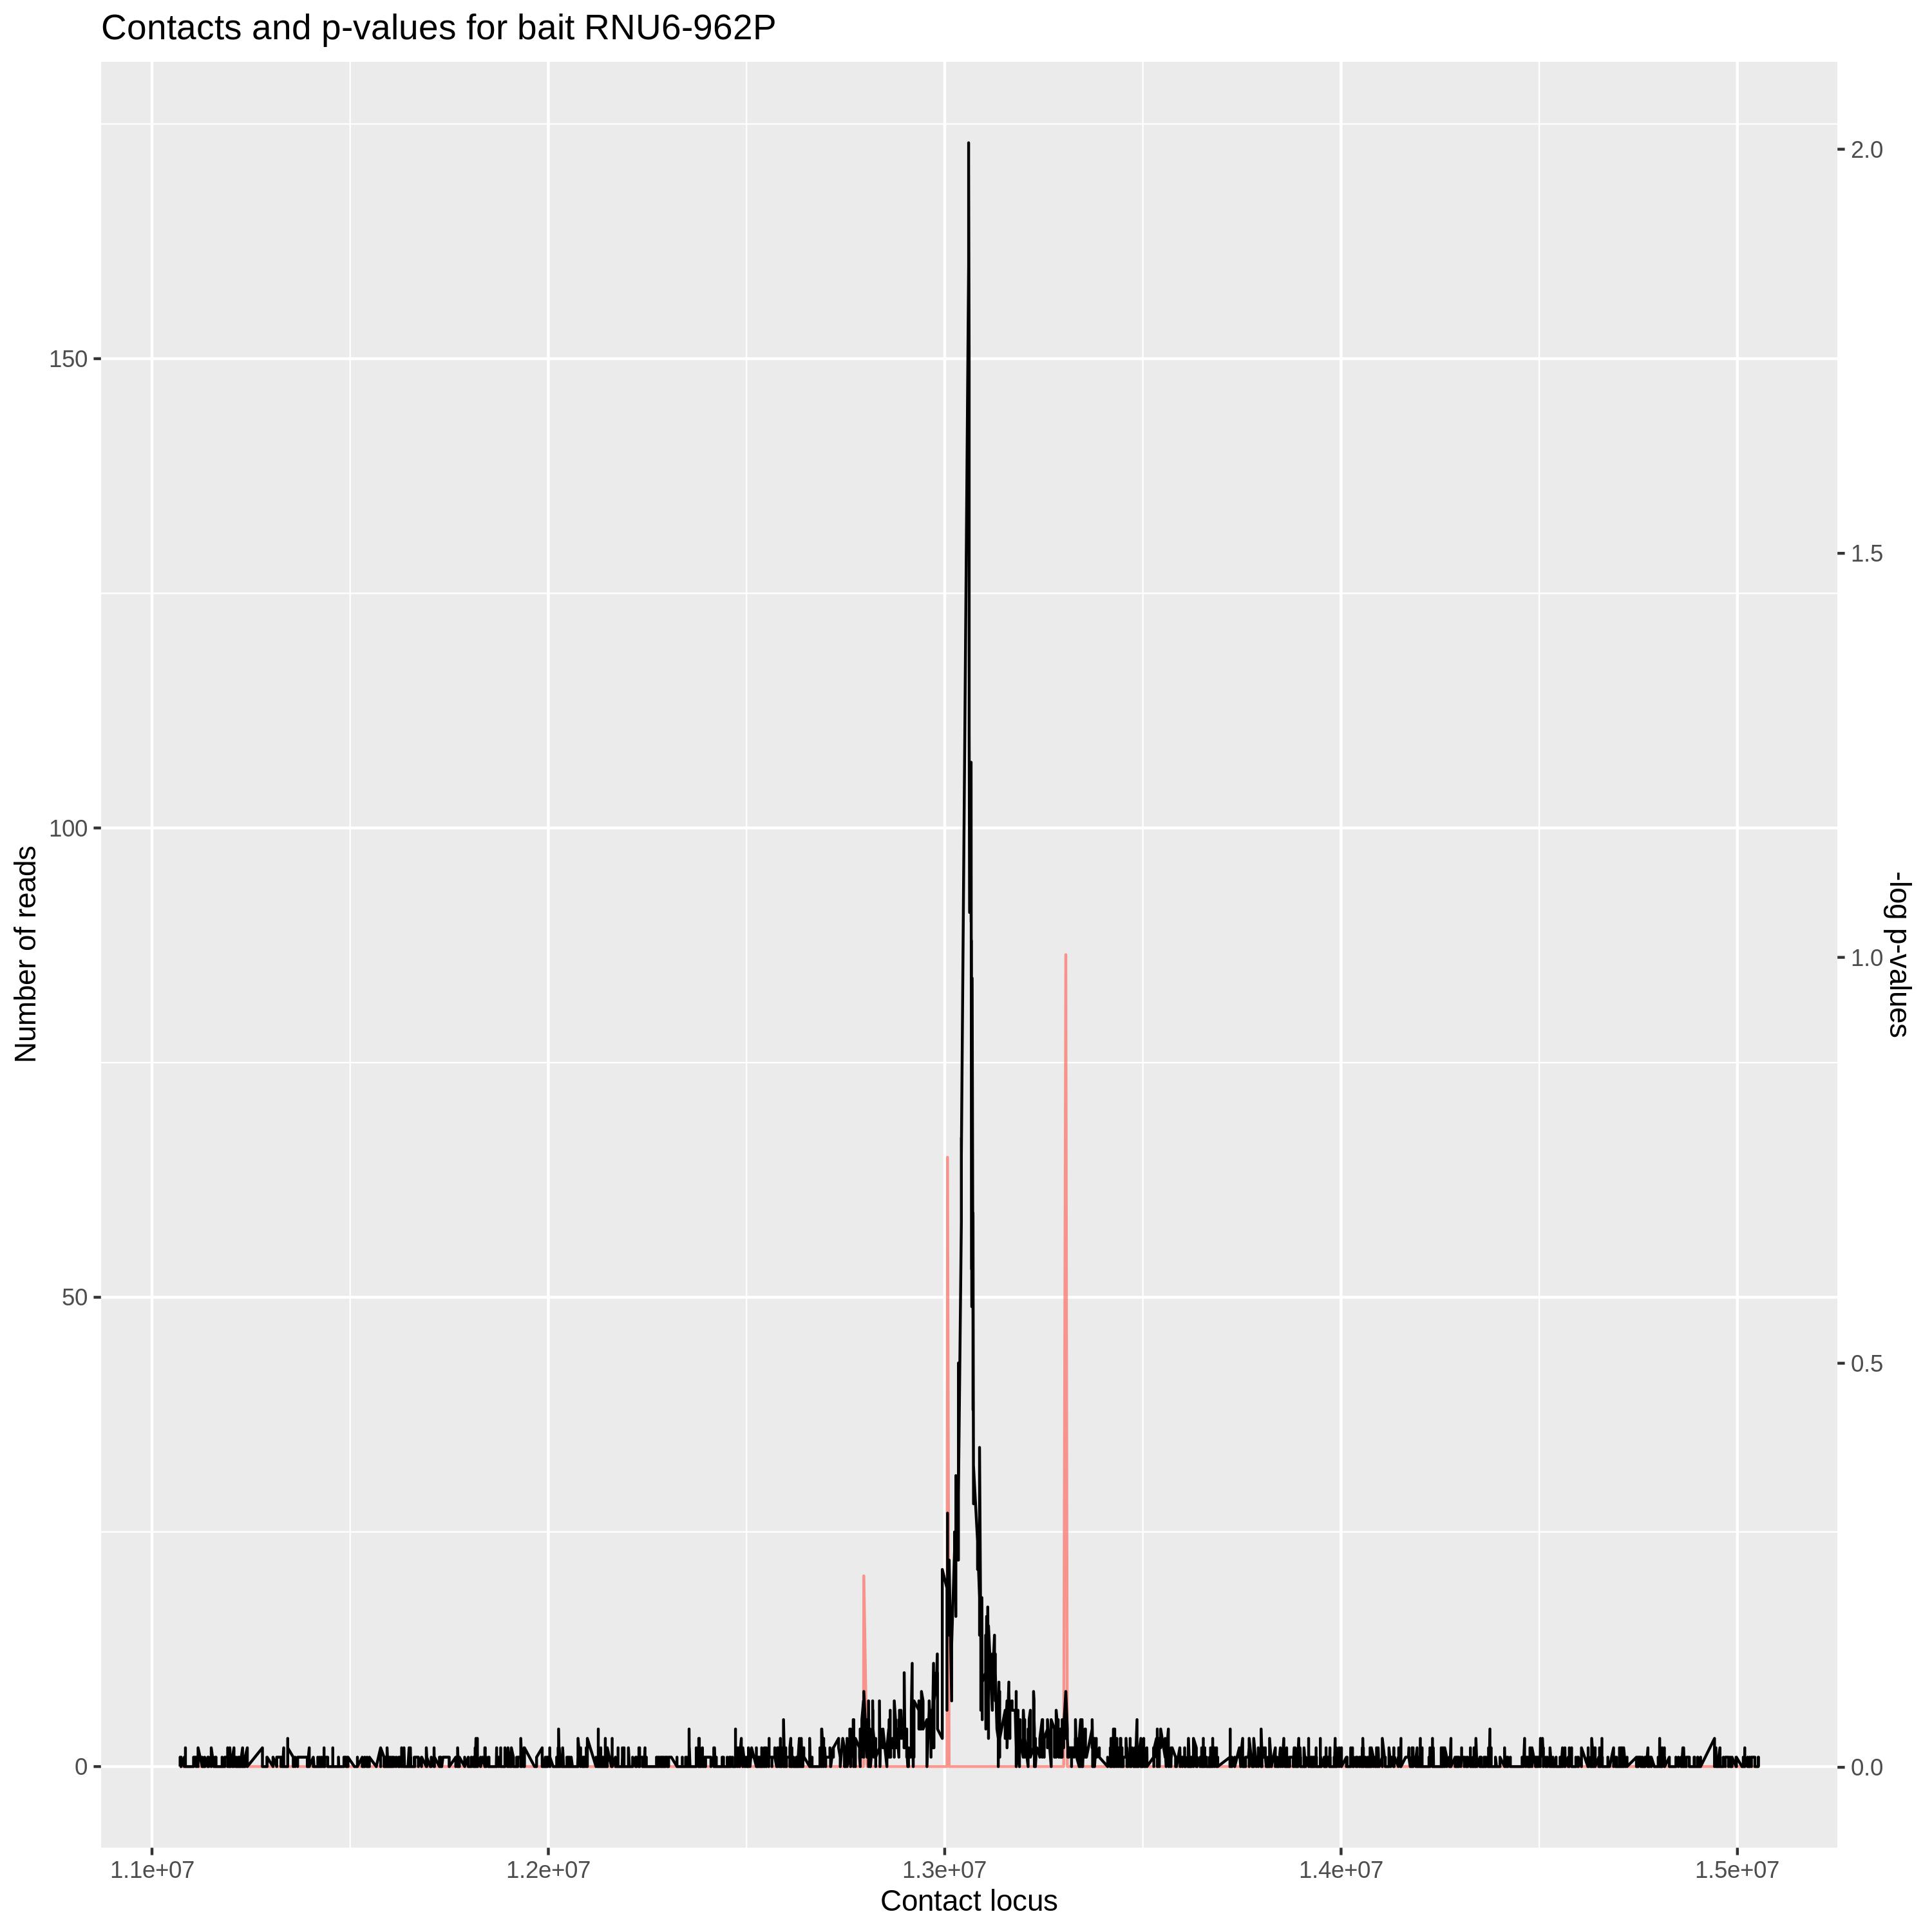 Contacts and p-values for bait RNU6-962P
150
100
50
0
Number of reads
2.0
1.5
1.0
0.5
0.0
-log p-values
1.1e+07 1.2e+07 1.3e+07 1.4e+07 1.5e+07
Contact locus